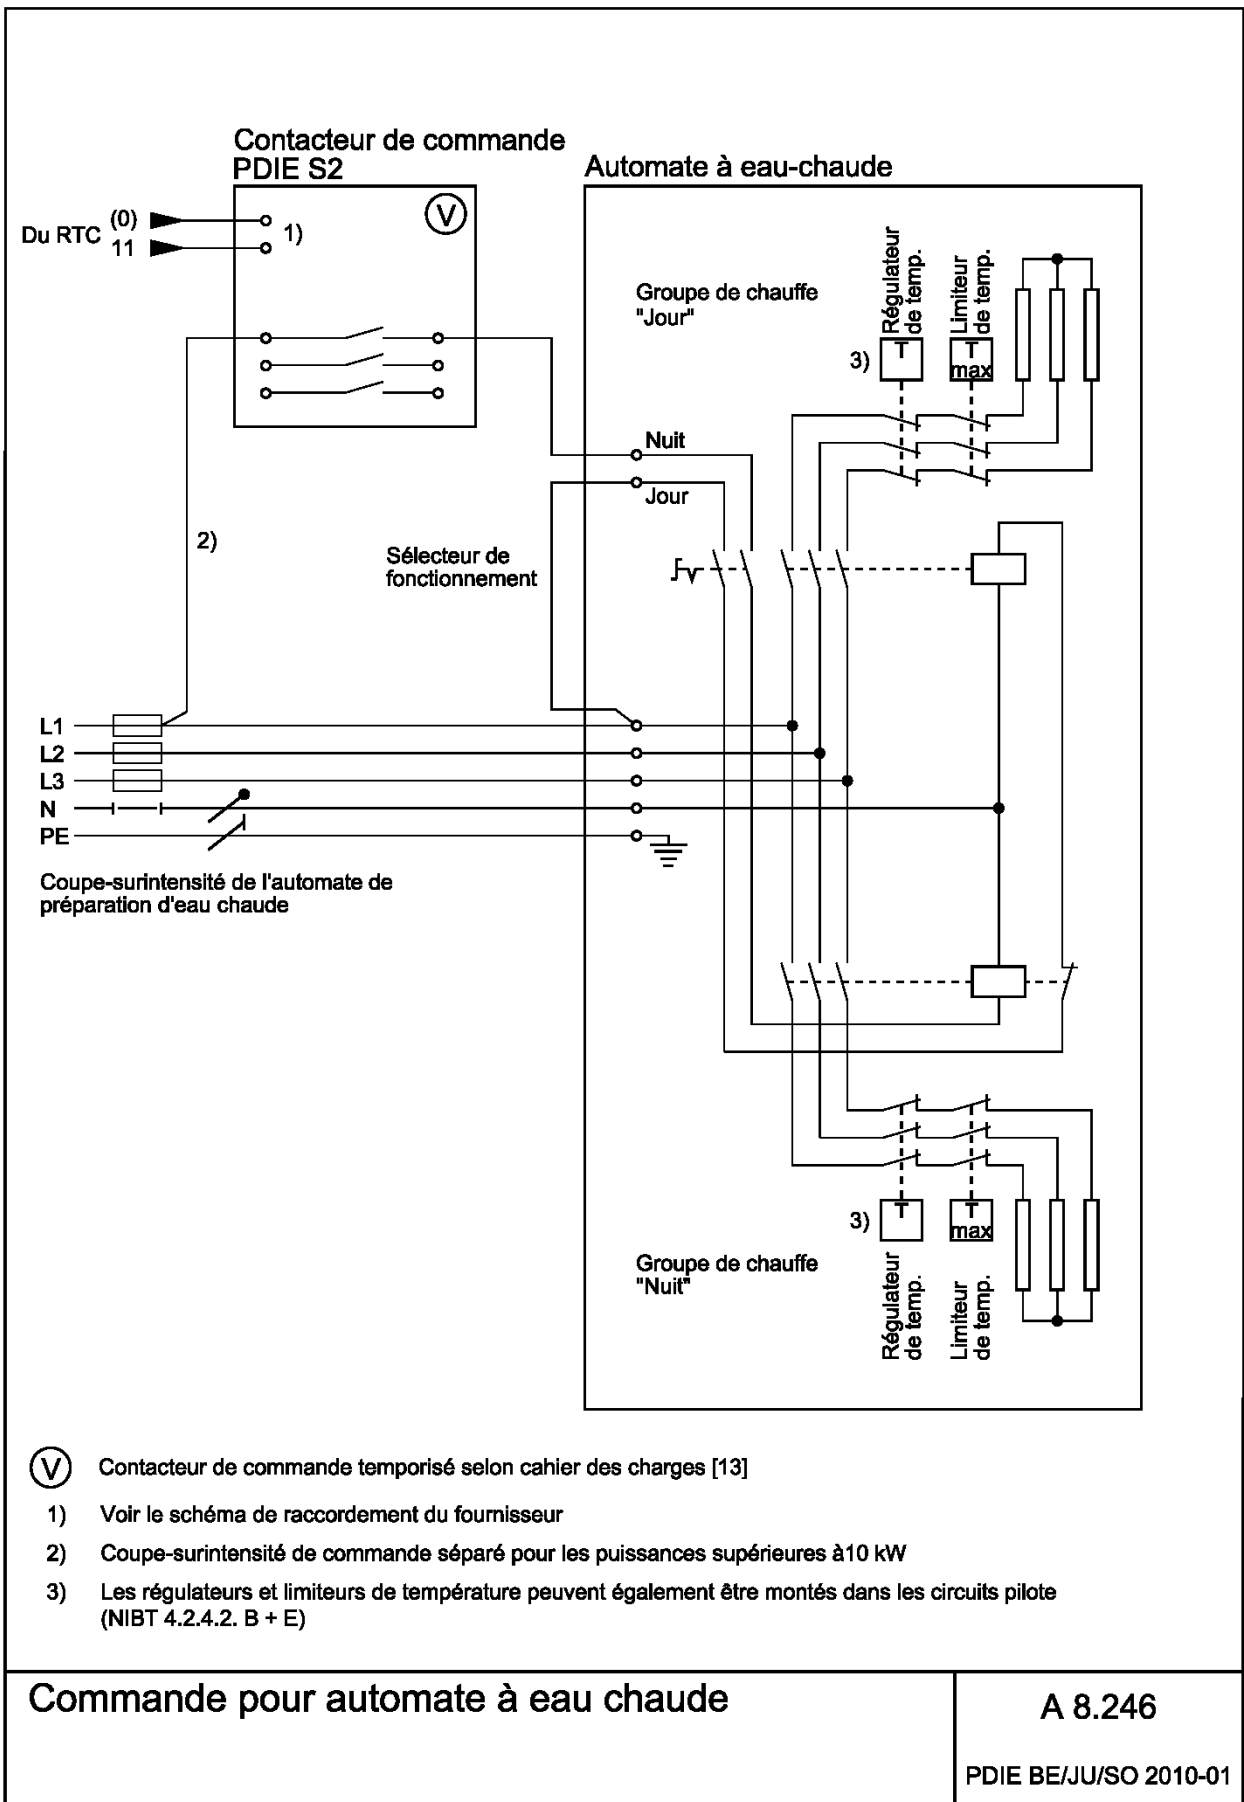 Contacteur de commande
PDIE S2
Automate à eau-chaude
V
Du RTC
(0)
11
1)
Groupe de chauffe
"Jour"
Régulateur
de temp.
Limiteur
de temp.
3)
T
T
max
Nuit
Jour
2)
Sélecteur de
fonctionnement
L1
L2
L3
N
PE
Coupe-surintensité de l'automate de
préparation d'eau chaude
3)
T
T
max
Groupe de chauffe
"Nuit"
Régulateur
de temp.
Limiteur
de temp.
V Contacteur de commande temporisé selon cahier des charges [13]
1) Voir le schéma de raccordement du fournisseur
2) Coupe-surintensité de commande séparé pour les puissances supérieures à10 kW
3) Les régulateurs et limiteurs de température peuvent également être montés dans les circuits pilote
(NIBT 4.2.4.2. B + E)
Commande pour automate à eau chaude
A 8.246
PDIE BE/JU/SO 2010-01